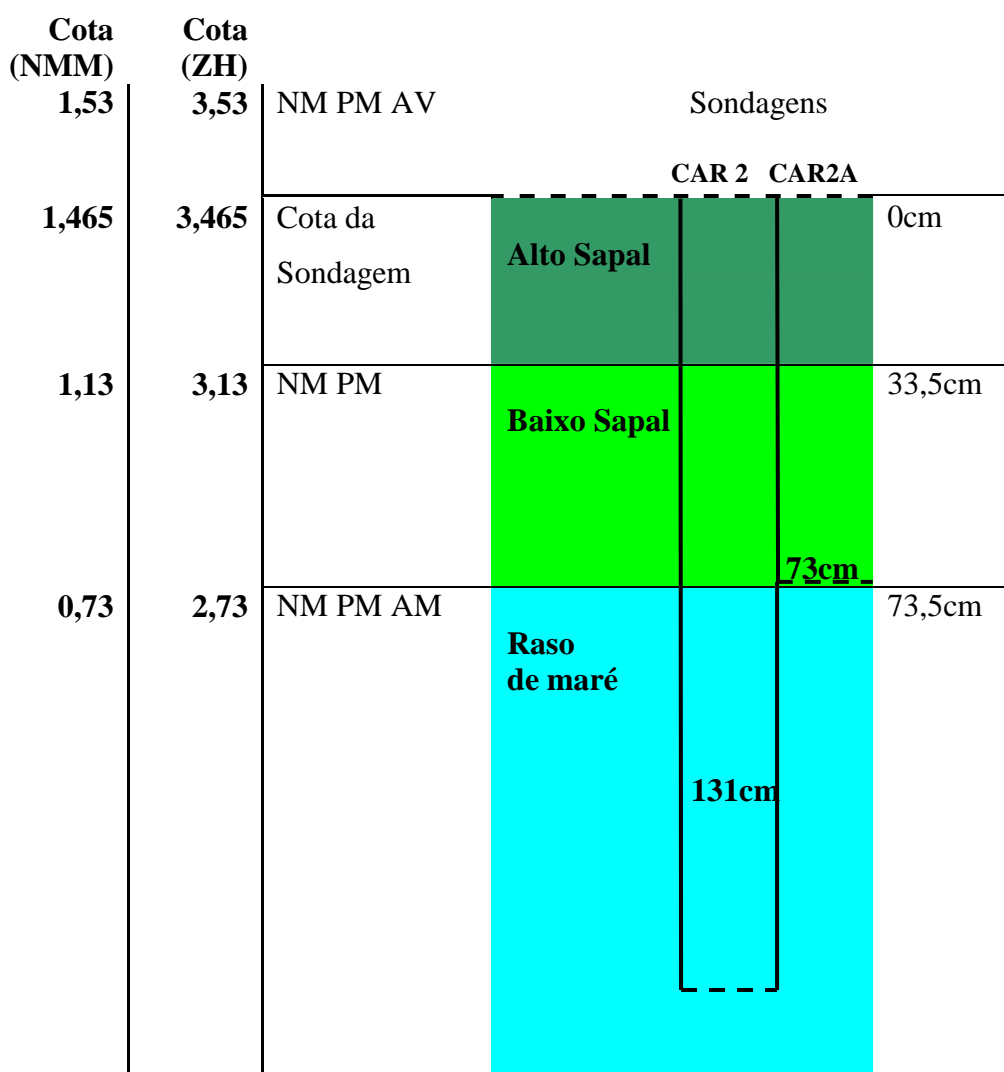 Cota Cota
(NMM) (ZH)
1,53 3,53 NM PM AV Sondagens
CAR 2 CAR2A
1,465 3,465 Cota da 0cm
Sondagem
Alto Sapal
1,13 3,13 NM PM 33,5cm
Baixo Sapal
73cm
0,73 2,73 NM PM AM 73,5cm
Raso
de maré
131cm